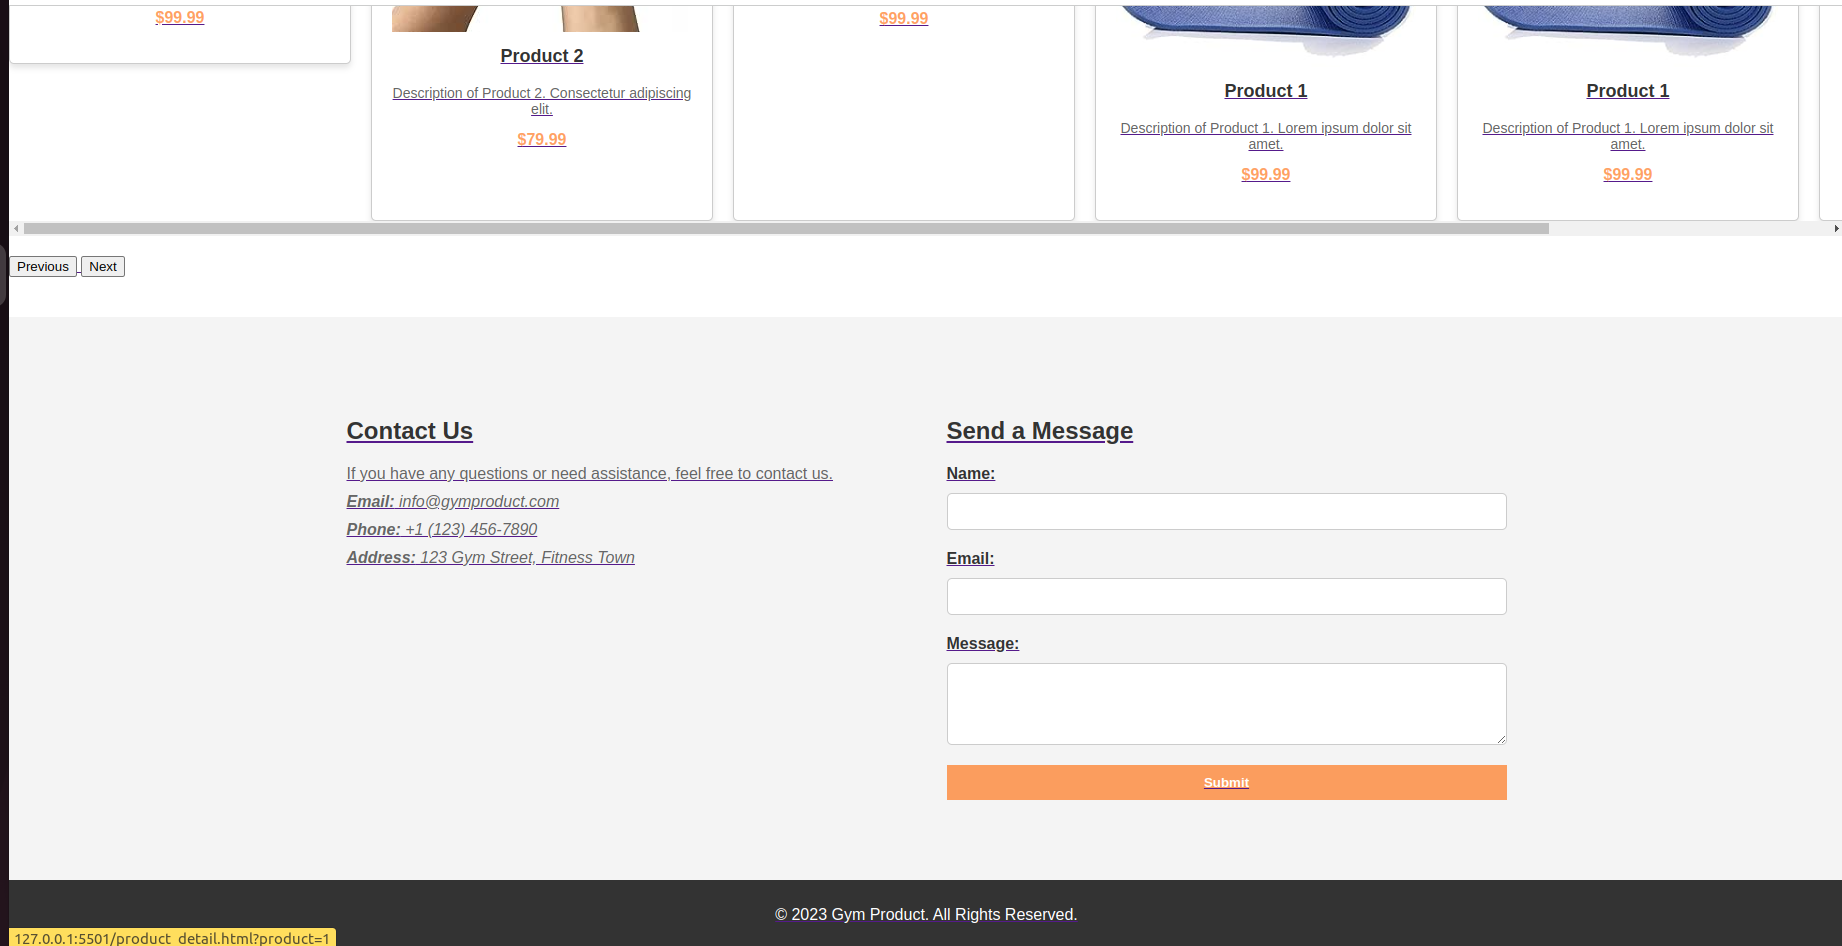 $99.99
$99.99
Product 2
Description of Product 2. Consectetur adipiscing
elit.
$79.99
Product 1
Description of Product 1. Lorem ipsum dolor sit
amet.
$99.99
Product 1
Description of Product 1. Lorem ipsum dolor sit
amet.
$99.99
Previous Next
Contact Us
If you have any questions or need assistance, feel free to contact us.
Email: info@gymproduct.com
Phone: +1 (123) 456-7890
Address: 123 Gym Street, Fitness Town
Send a Message
Name:
Email:
Message:
Submit
© 2023 Gym Product. All Rights Reserved.
127.0.0.1:5501/product_detail.html?product=1